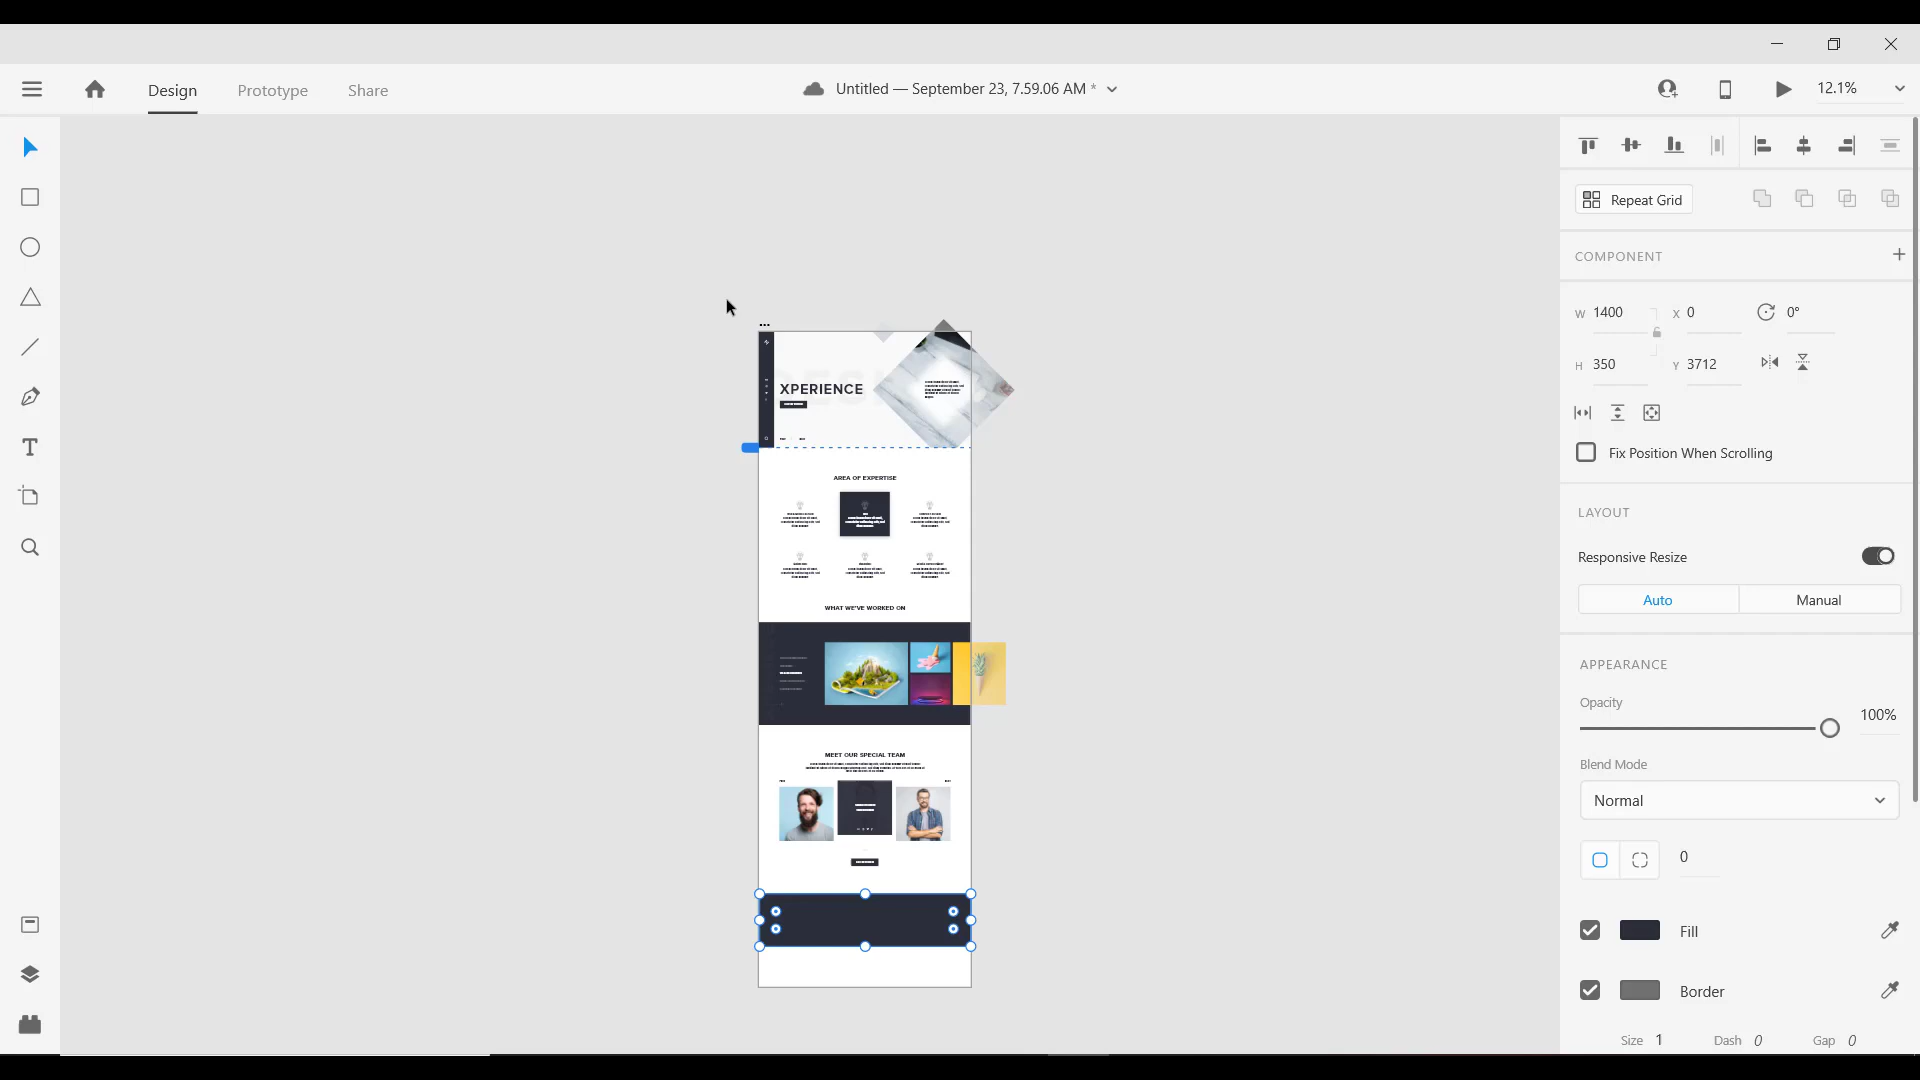 Design
Prototype
Share
Untitled — September 23, 7.59.06 AM *
12.1%
Repeat Grid
COMPONENT
W 1400
X 0
0°
H 350
Y 3712
Fix Position When Scrolling
LAYOUT
Responsive Resize
Auto
Manual
APPEARANCE
Opacity
100%
Blend Mode
Normal
0
Fill
Border
Size 1
Dash 0
Gap 0
XPERIENCE
AREA OF EXPERTISE
WHAT WE'VE WORKED ON
MEET OUR SPECIAL TEAM